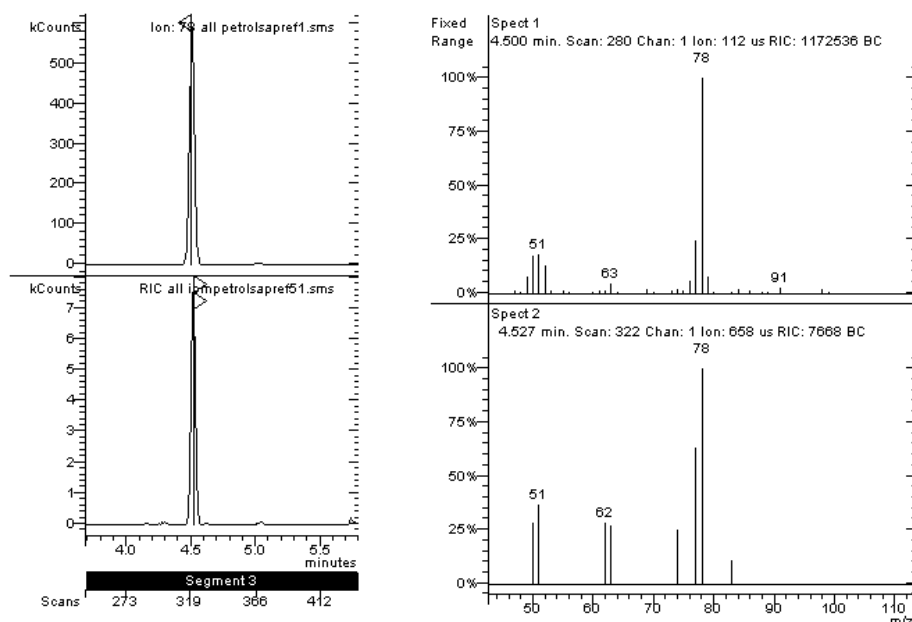 kCounts
Ion: 78 all petrolsapref1.sms
500
400
300
200
100
0
kCounts
7
6
5
4
3
2
1
0
4.0 4.5 5.0 5.5
minutes
Segment 3
Scans 273 319 366 412
Fixed
Range
Spect 1
4.500 min. Scan: 280 Chan: 1 Ion: 112 us RIC: 1172536 BC
78
100%
75%
50%
25%
0%
51
63
91
Spect 2
4.527 min. Scan: 322 Chan: 1 Ion: 658 us RIC: 7668 BC
78
100%
75%
50%
25%
0%
51
62
50 60 70 80 90 100 110